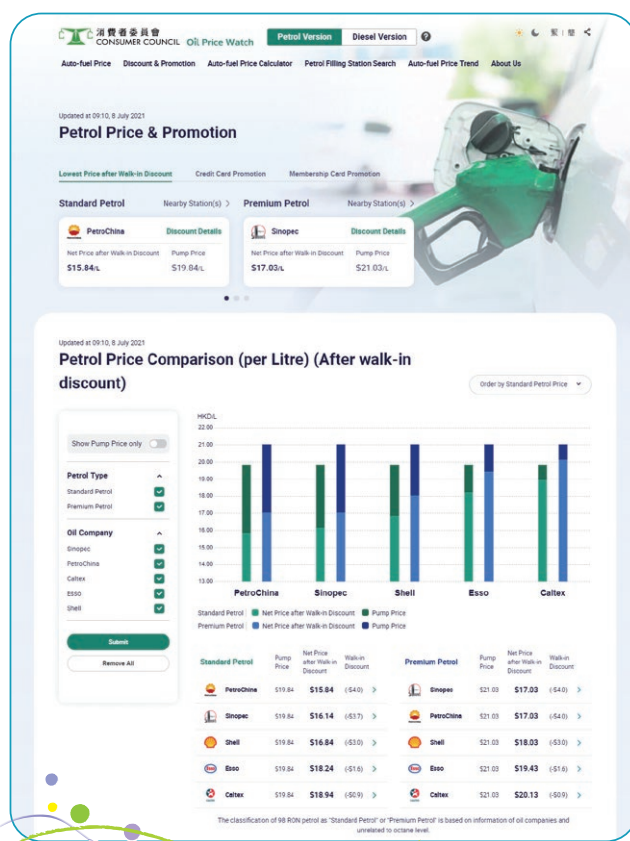 消費者委員會
CONSUMER COUNCIL Oil Price Watch Petrol Version Diesel Version ? 繁 | 簡
Auto-fuel Price Discount & Promotion Auto-fuel Price Calculator Petrol Filling Station Search Auto-fuel Price Trend About Us
Updated at 09:10, 8 July 2021
Petrol Price & Promotion
Lowest Price after Walk-in Discount Credit Card Promotion Membership Card Promotion
Standard Petrol Nearby Station(s) > Premium Petrol Nearby Station(s) >
PetroChina Discount Details Sinopec Discount Details
Net Price after Walk-in Discount Pump Price Net Price after Walk-in Discount Pump Price
$15.84/L $19.84/L $17.03/L $21.03/L
Updated at 09:10, 8 July 2021
Petrol Price Comparison (per Litre) (After walk-in
discount)
Order by Standard Petrol Price
Show Pump Price only
Petrol Type
Standard Petrol
Premium Petrol
Oil Company
Sinopec
PetroChina
Caltex
Esso
Shell
Submit
Remove All
HKD/L
22.00
21.00
20.00
19.00
18.00
17.00
16.00
15.00
14.00
13.00
PetroChina Sinopec Shell Esso Caltex
Standard Petrol | Net Price after Walk-in Discount Pump Price
Premium Petrol | Net Price after Walk-in Discount Pump Price
Standard Petrol Pump Price Net Price after Walk-in Discount Walk-in Discount
PetroChina $19.84 $15.84 (-$4.0) >
Sinopec $19.84 $16.14 (-$3.7) >
Shell $19.84 $16.84 (-$3.0) >
Esso $19.84 $18.24 (-$1.6) >
Caltex $19.84 $18.94 (-$0.9) >
Premium Petrol Pump Price Net Price after Walk-in Discount Walk-in Discount
Sinopec $21.03 $17.03 (-$4.0) >
PetroChina $21.03 $17.03 (-$4.0) >
Shell $21.03 $18.03 (-$3.0) >
Esso $21.03 $19.43 (-$1.6) >
Caltex $21.03 $20.13 (-$0.9) >
The classification of 98 RON petrol as "Standard Petrol" or "Premium Petrol" is based on information of oil companies and
unrelated to octane level.